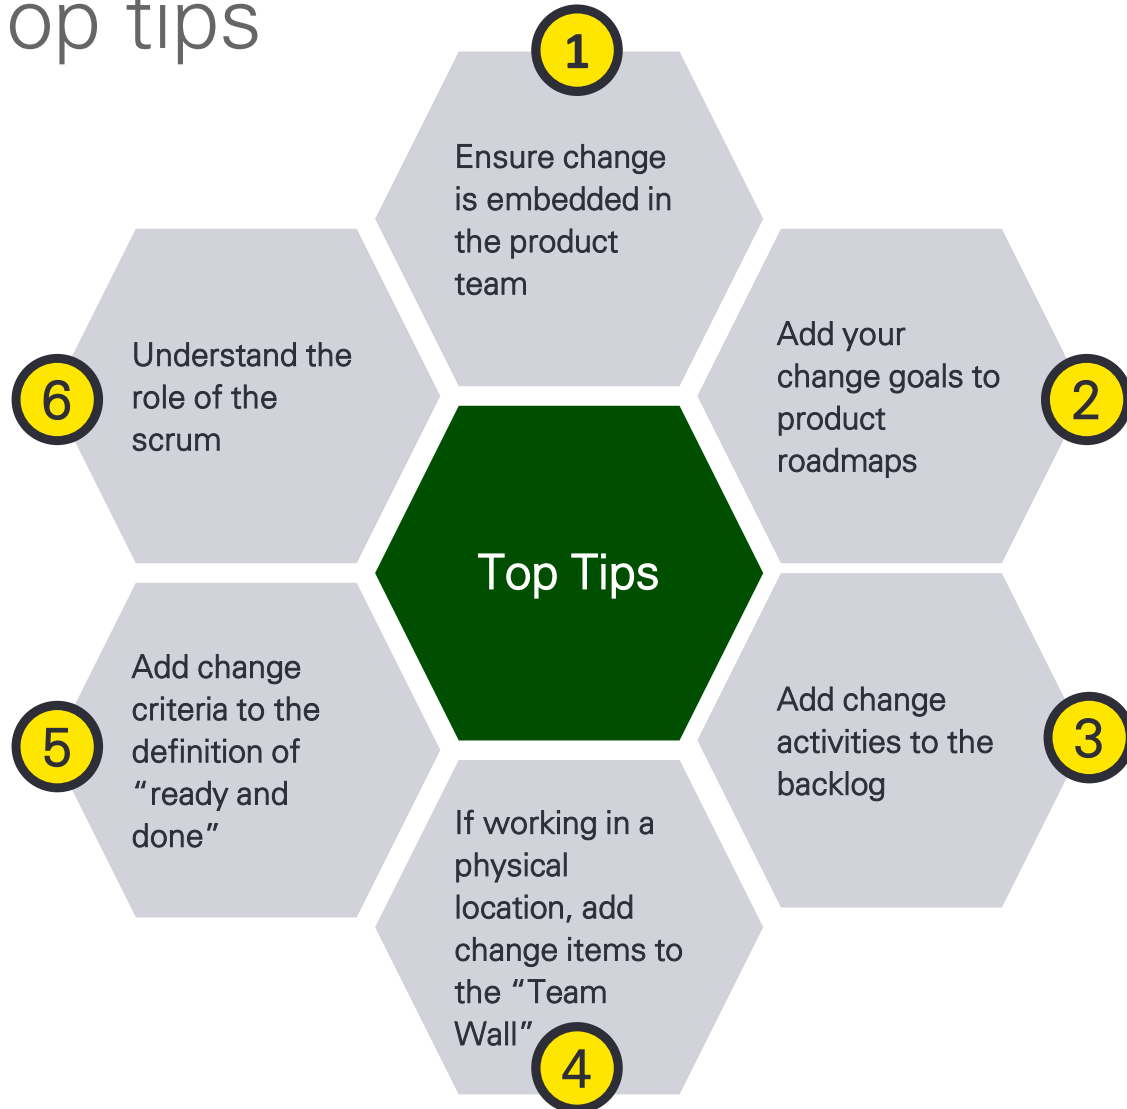 op tips
1
Ensure change
is embedded in
the product
team
2
Add your
change goals to
product
roadmaps
3
Add change
activities to the
backlog
4
If working in a
physical
location, add
change items to
the “Team
Wall”
5
Add change
criteria to the
definition of
“ready and
done”
6
Understand the
role of the
scrum
Top Tips